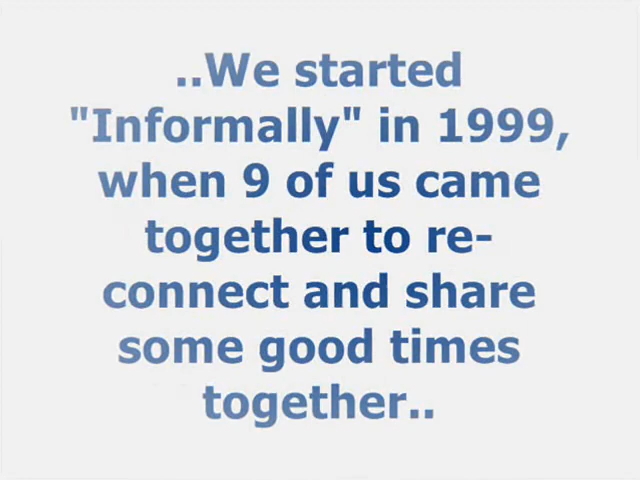 ..We started
"Informally" in 1999,
when 9 of us came
together to re-
connect and share
some good times
together..